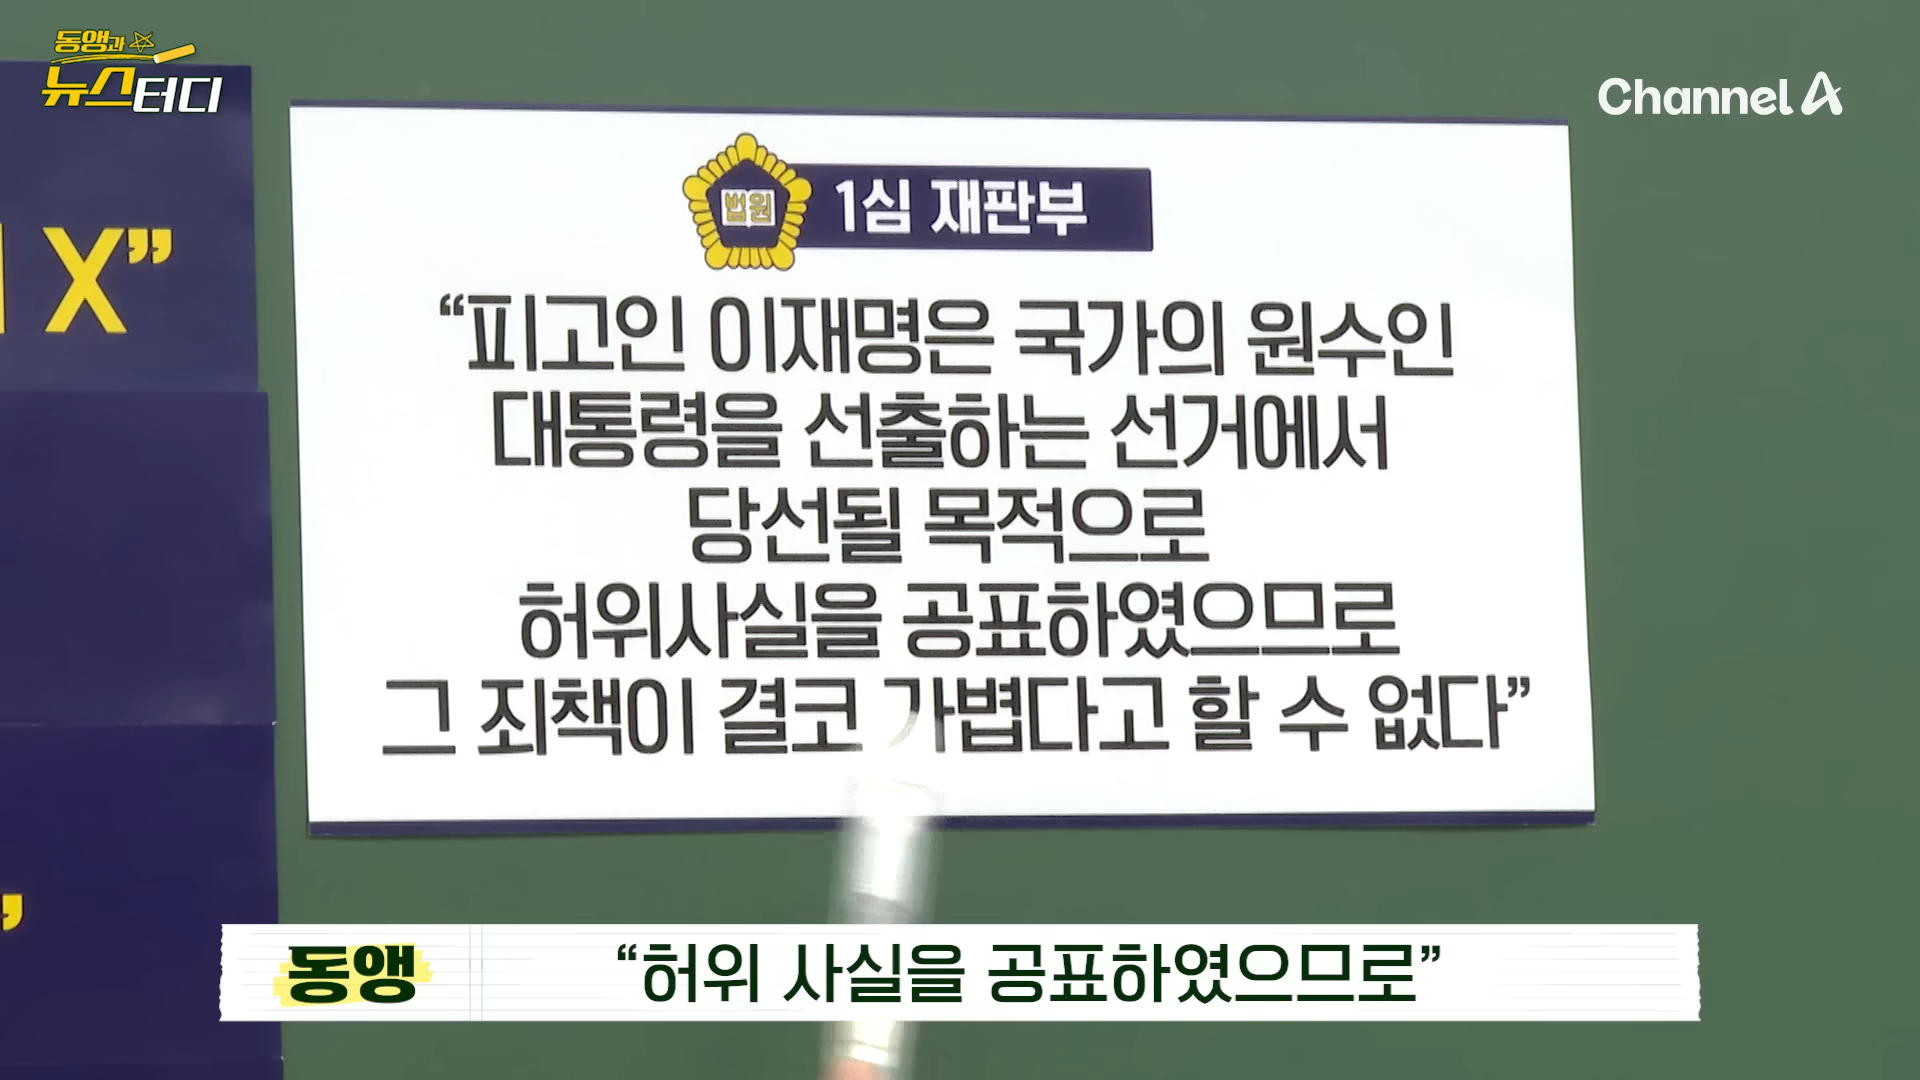 동앵과
뉴스터디
Channel A
X”
”
법원
1심 재판부
“피고인 이재명은 국가의 원수인
대통령을 선출하는 선거에서
당선될 목적으로
허위사실을 공표하였으므로
그 죄책이 결코 가볍다고 할 수 없다”
동앵
“허위 사실을 공표하였으므로”